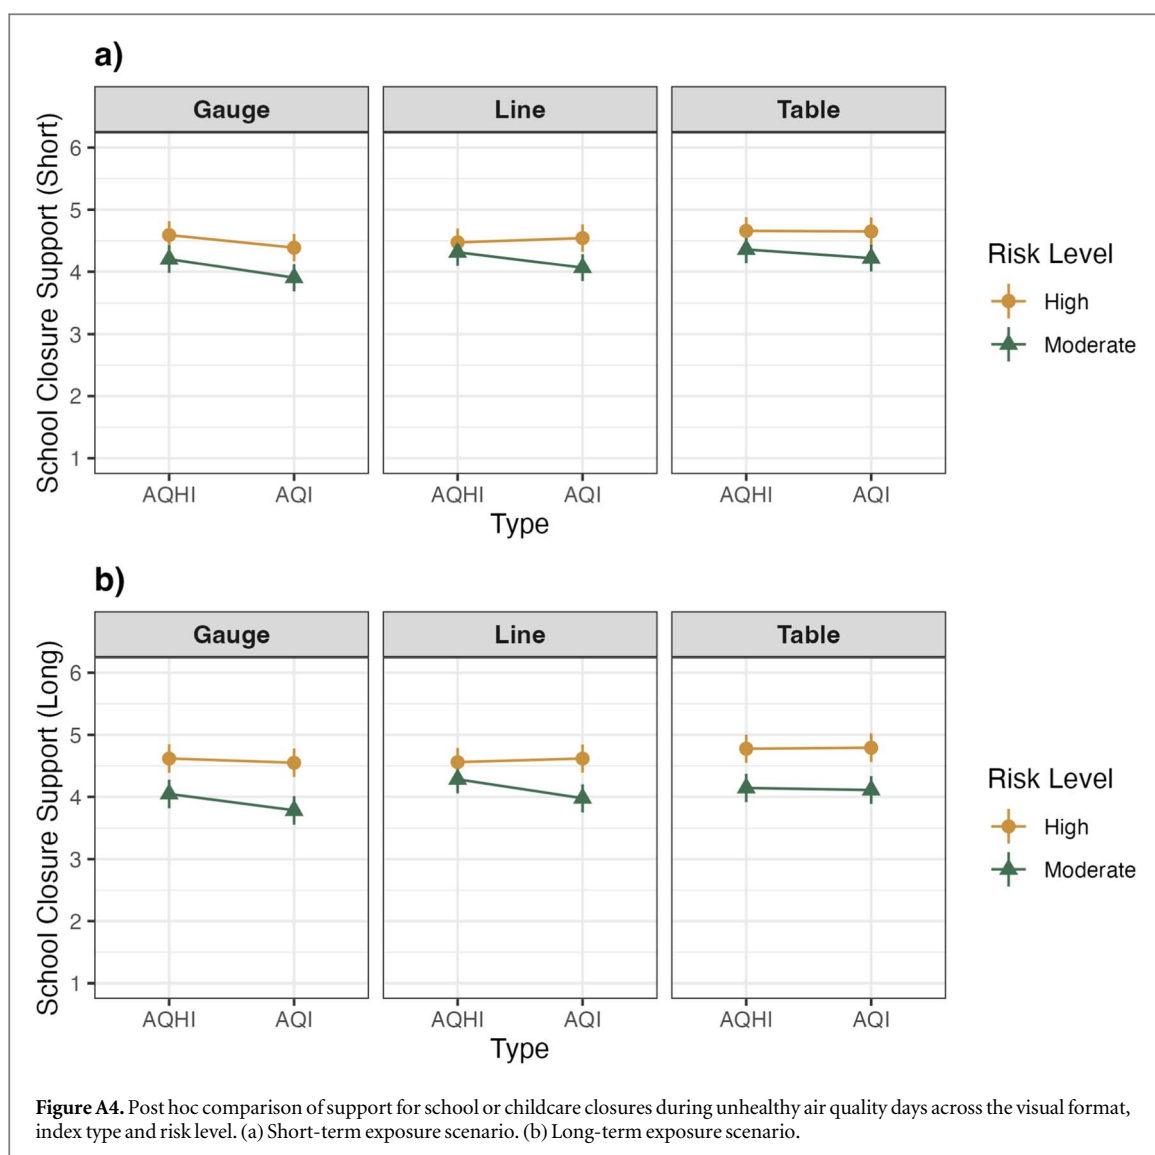 a)
Gauge Line Table
School Closure Support (Short)
6
5
4
3
2
1
AQHI AQI AQHI AQI AQHI AQI
Type
Risk Level
High
Moderate
b)
Gauge Line Table
School Closure Support (Long)
6
5
4
3
2
1
AQHI AQI AQHI AQI AQHI AQI
Type
Risk Level
High
Moderate
Figure A4. Post hoc comparison of support for school or childcare closures during unhealthy air quality days across the visual format,
index type and risk level. (a) Short-term exposure scenario. (b) Long-term exposure scenario.